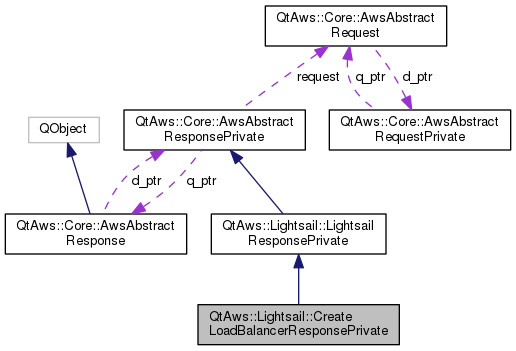 QtAws::Core::AwsAbstract
Request
request
q_ptr
d_ptr
QObject
QtAws::Core::AwsAbstract
ResponsePrivate
QtAws::Core::AwsAbstract
RequestPrivate
d_ptr
q_ptr
QtAws::Core::AwsAbstract
Response
QtAws::Lightsail::Lightsail
ResponsePrivate
QtAws::Lightsail::Create
LoadBalancerResponsePrivate